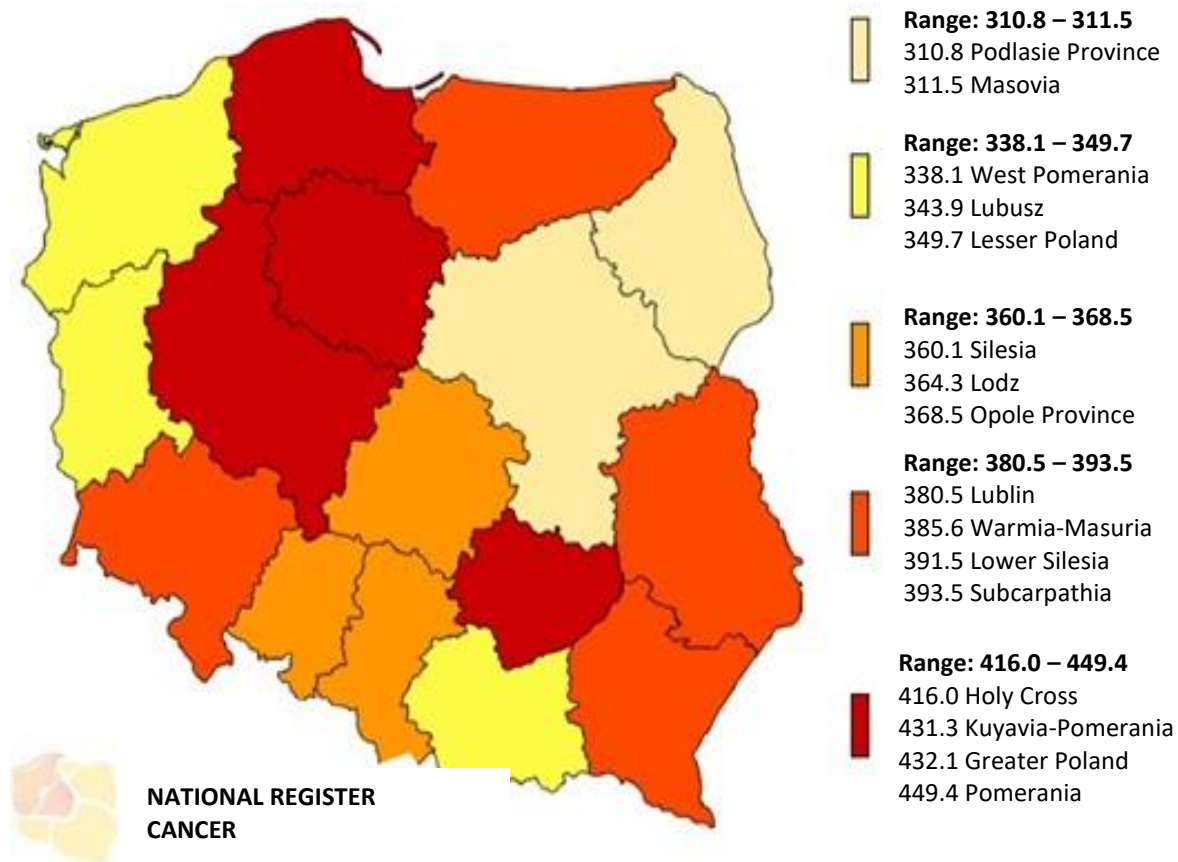 Range: 310.8 – 311.5
310.8 Podlasie Province
311.5 Masovia
Range: 338.1 – 349.7
338.1 West Pomerania
343.9 Lubusz
349.7 Lesser Poland
Range: 360.1 – 368.5
360.1 Silesia
364.3 Lodz
368.5 Opole Province
Range: 380.5 – 393.5
380.5 Lublin
385.6 Warmia-Masuria
391.5 Lower Silesia
393.5 Subcarpathia
Range: 416.0 – 449.4
416.0 Holy Cross
431.3 Kuyavia-Pomerania
432.1 Greater Poland
449.4 Pomerania
NATIONAL REGISTER
CANCER